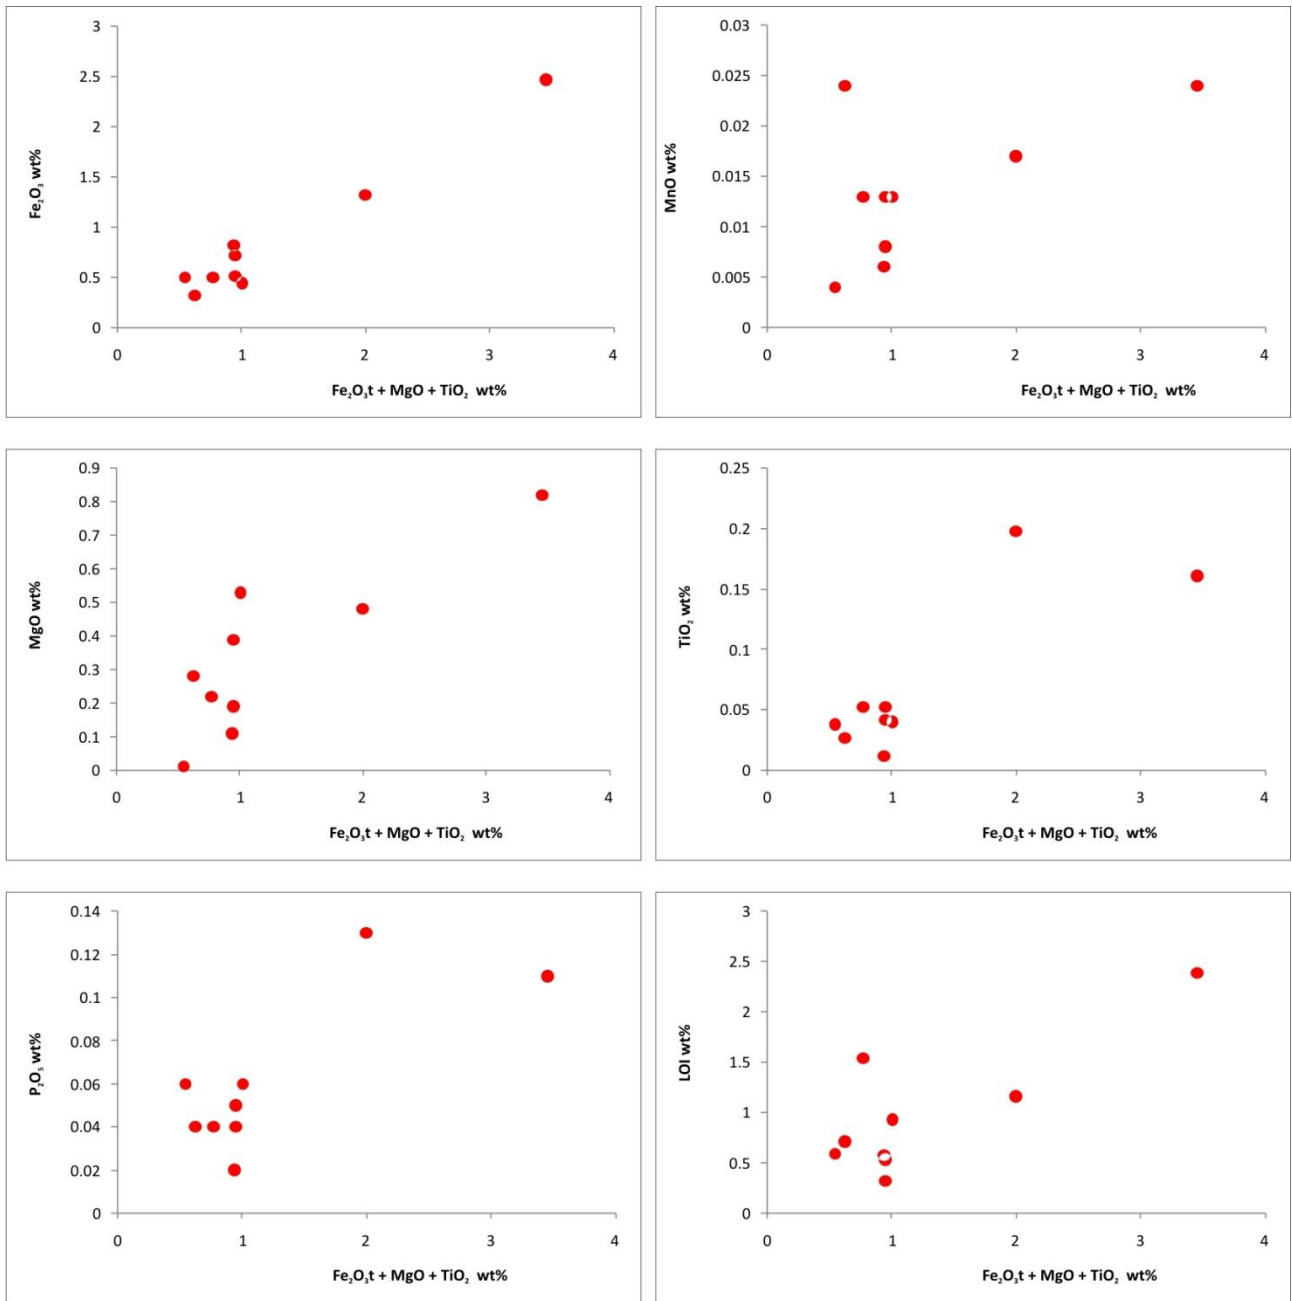 3
2.5
2
1.5
1
0.5
0
0 1 2 3 4
Fe₂O₃ wt%
Fe₂O₃t + MgO + TiO₂ wt%
0.03
0.025
0.02
0.015
0.01
0.005
0
0 1 2 3 4
MnO wt%
Fe₂O₃t + MgO + TiO₂ wt%
0.9
0.8
0.7
0.6
0.5
0.4
0.3
0.2
0.1
0
0 1 2 3 4
MgO wt%
Fe₂O₃t + MgO + TiO₂ wt%
0.25
0.2
0.15
0.1
0.05
0
0 1 2 3 4
TiO₂ wt%
Fe₂O₃t + MgO + TiO₂ wt%
0.14
0.12
0.1
0.08
0.06
0.04
0.02
0
0 1 2 3 4
P₂O₅ wt%
Fe₂O₃t + MgO + TiO₂ wt%
3
2.5
2
1.5
1
0.5
0
0 1 2 3 4
LOI wt%
Fe₂O₃t + MgO + TiO₂ wt%